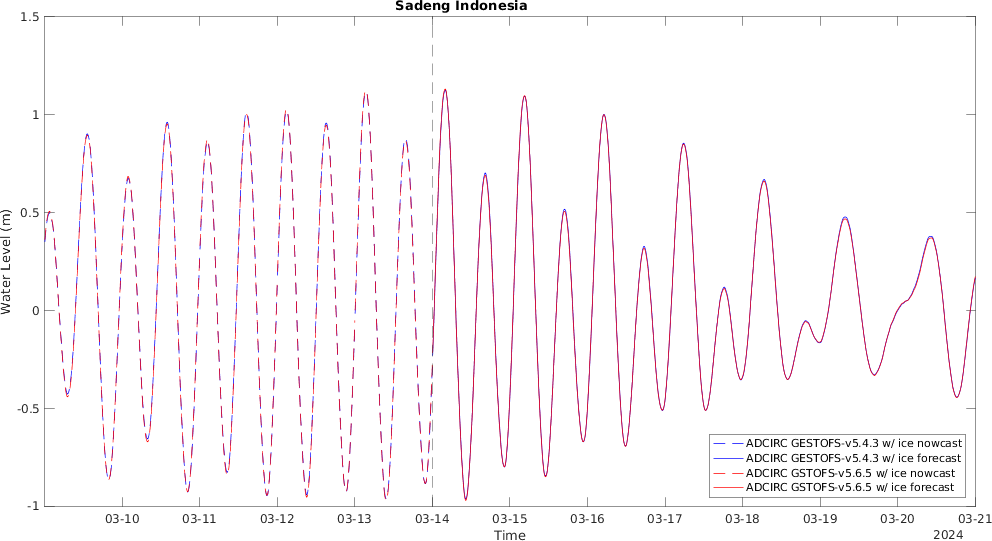 Sadeng Indonesia
1.5
1
0.5
0
-0.5
-1
Water Level (m)
03-10 03-11 03-12 03-13 03-14 03-15 03-16 03-17 03-18 03-19 03-20 03-21
Time
2024
ADCIRC GESTOFS-v5.4.3 w/ ice nowcast
ADCIRC GESTOFS-v5.4.3 w/ ice forecast
ADCIRC GSTOFS-v5.6.5 w/ ice nowcast
ADCIRC GSTOFS-v5.6.5 w/ ice forecast